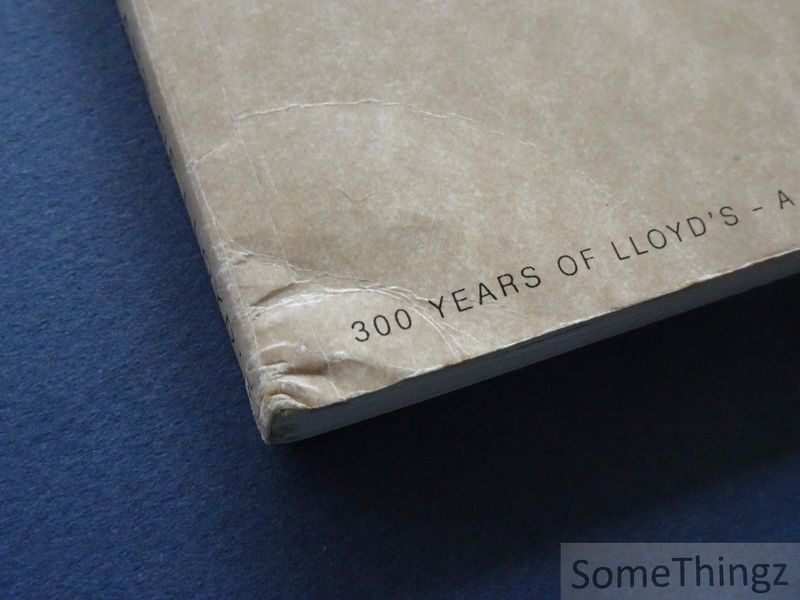 300 YEARS OF LLOYD'S – A
SomeThingz